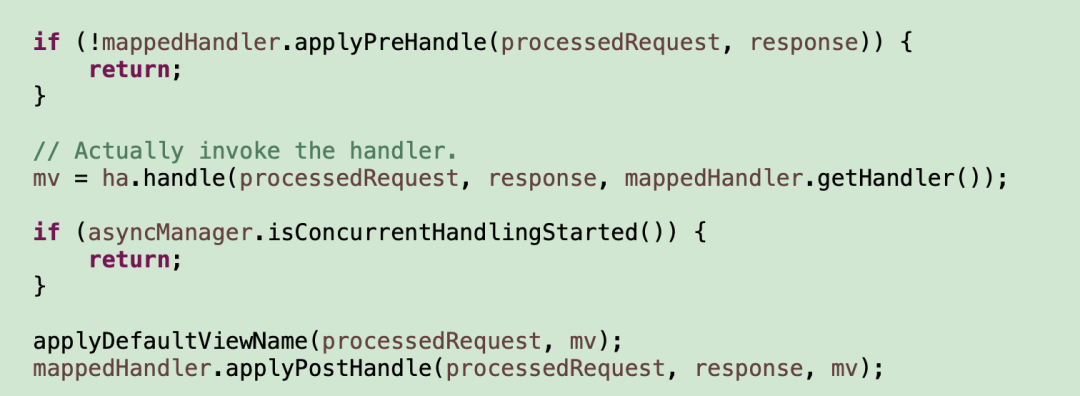 if (!mappedHandler.applyPreHandle(processedRequest, response)) {
    return;
}

// Actually invoke the handler.
mv = ha.handle(processedRequest, response, mappedHandler.getHandler());

if (asyncManager.isConcurrentHandlingStarted()) {
    return;
}

applyDefaultViewName(processedRequest, mv);
mappedHandler.applyPostHandle(processedRequest, response, mv);